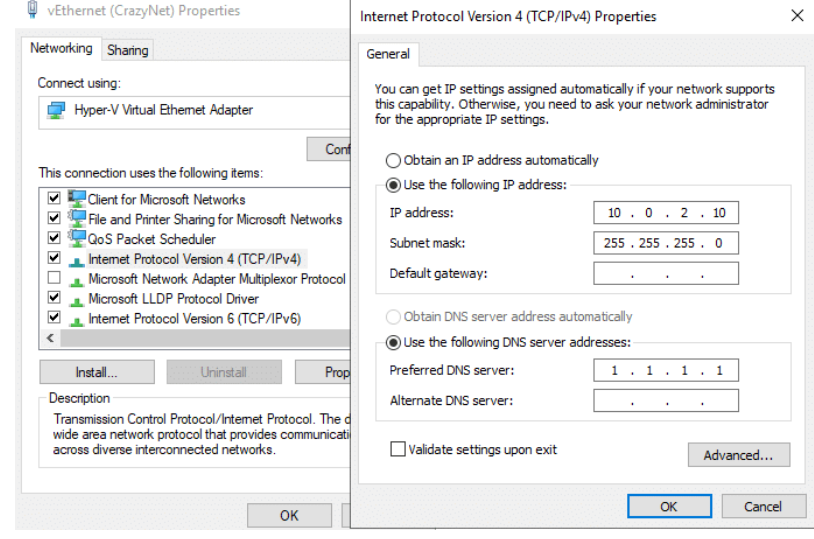 vEthernet (CrazyNet) Properties
Networking
Sharing
Connect using:
Hyper-V Virtual Ethernet Adapter
This connection uses the following items:
Client for Microsoft Networks
File and Printer Sharing for Microsoft Networks
QoS Packet Scheduler
Internet Protocol Version 4 (TCP/IPv4)
Microsoft Network Adapter Multiplexor Protocol
Microsoft LLDP Protocol Driver
Internet Protocol Version 6 (TCP/IPv6)
Install...
Uninstall
Prop
Description
Transmission Control Protocol/Internet Protocol. The d
wide area network protocol that provides communicati
across diverse interconnected networks.
OK
Internet Protocol Version 4 (TCP/IPv4) Properties
General
You can get IP settings assigned automatically if your network supports
this capability. Otherwise, you need to ask your network administrator
for the appropriate IP settings.
Obtain an IP address automatically
Use the following IP address:
IP address: 10 . 0 . 2 . 10
Subnet mask: 255 . 255 . 255 . 0
Default gateway: . . .
Obtain DNS server address automatically
Use the following DNS server addresses:
Preferred DNS server: 1 . 1 . 1 . 1
Alternate DNS server: . . .
Validate settings upon exit
Advanced...
OK
Cancel